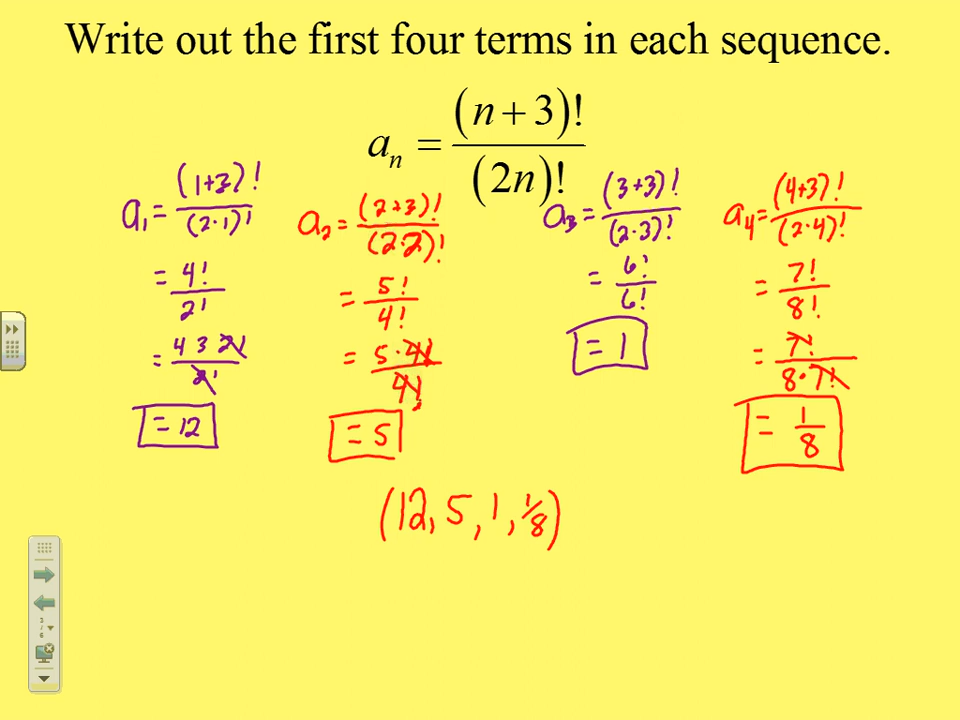 Write out the first four terms in each sequence.
aₙ = (n + 3)! / (2n)!
a₁ = (1+3)! / (2·1)!
= 4! / 2!
= 4 3 2! / 2!
= 12
a₂ = (2+3)! / (2·2)!
= 5! / 4!
= 5·4! / 4!
= 5
a₃ = (3+3)! / (2·3)!
= 6! / 6!
= 1
a₄ = (4+3)! / (2·4)!
= 7! / 8!
= 7! / 8·7!
= 1/8
(12, 5, 1, 1/8)
3 / 6